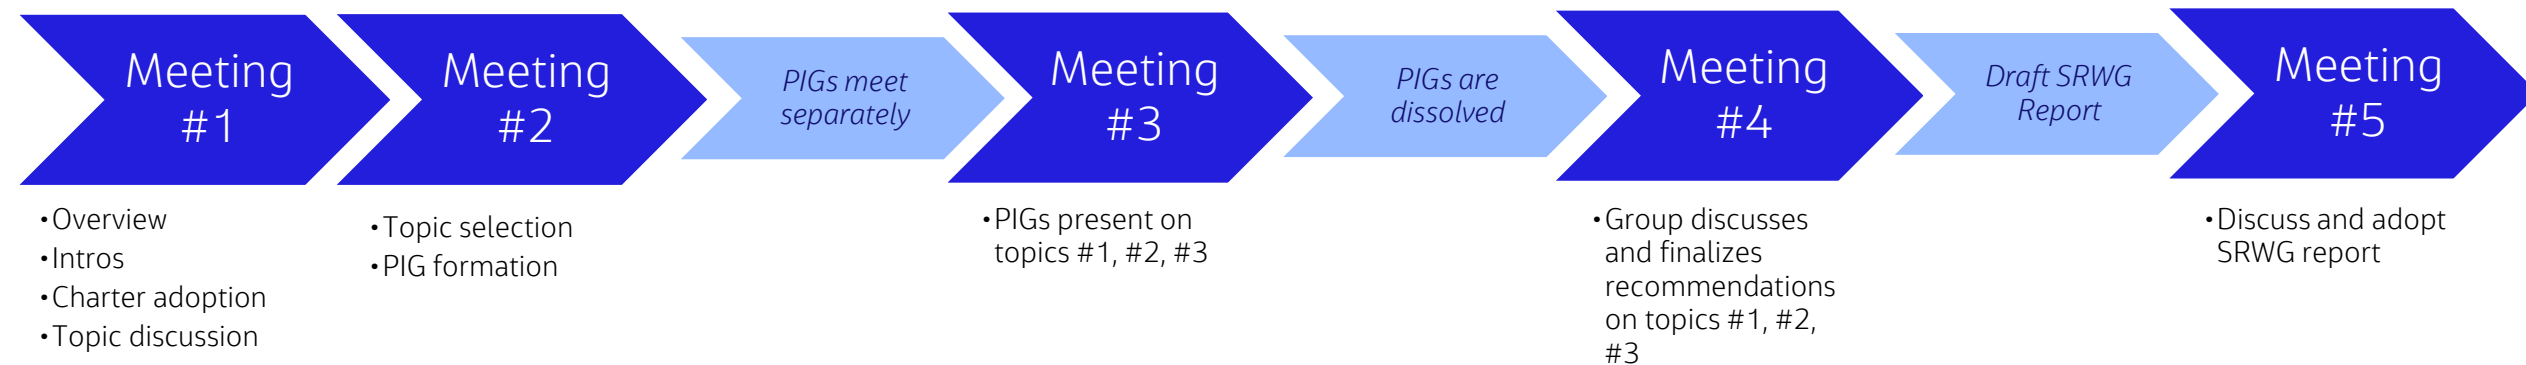 Meeting
#1
Meeting
#2
PIGs meet
separately
Meeting
#3
PIGs are
dissolved
Meeting
#4
Draft SRWG
Report
Meeting
#5
•Overview
•Intros
•Charter adoption
•Topic discussion
•Topic selection
•PIG formation
•PIGs present on
topics #1, #2, #3
•Group discusses
and finalizes
recommendations
on topics #1, #2,
#3
•Discuss and adopt
SRWG report